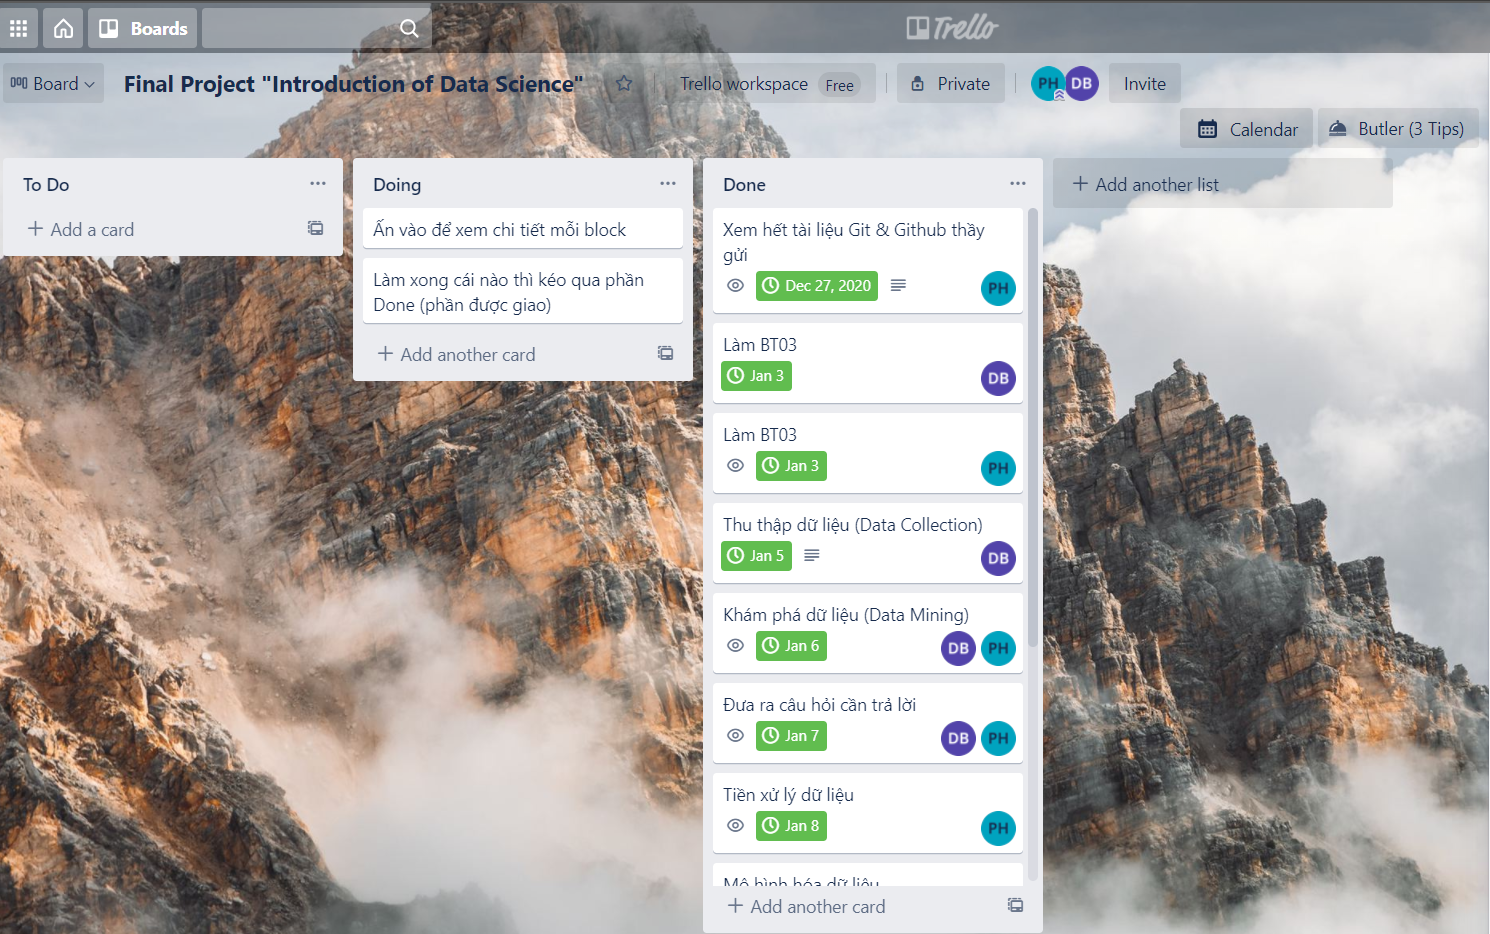 Boards
Trello
Board
Final Project "Introduction of Data Science"
Trello workspace Free
Private
PH DB
Invite
Calendar
Butler (3 Tips)
To Do
Add a card
Doing
Ấn vào để xem chi tiết mỗi block
Làm xong cái nào thì kéo qua phần
Done (phần được giao)
Add another card
Done
Xem hết tài liệu Git & Github thầy
gửi
Dec 27, 2020
PH
Làm BT03
Jan 3
DB
Làm BT03
Jan 3
PH
Thu thập dữ liệu (Data Collection)
Jan 5
DB
Khám phá dữ liệu (Data Mining)
Jan 6
DB PH
Đưa ra câu hỏi cần trả lời
Jan 7
DB PH
Tiền xử lý dữ liệu
Jan 8
PH
Mô hình hóa dữ liệu
Add another card
Add another list